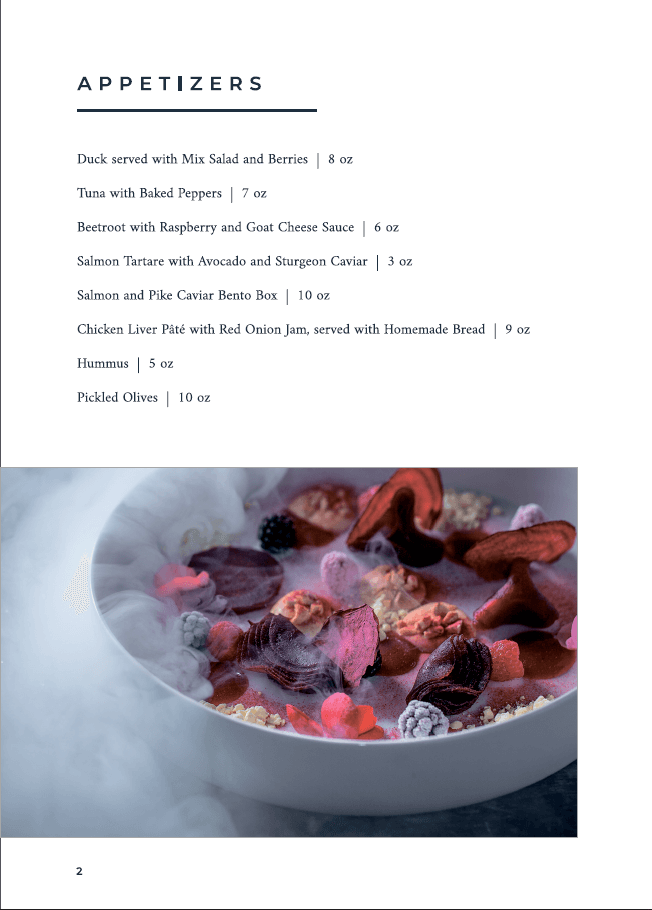 APPETIZERS
Duck served with Mix Salad and Berries | 8 oz
Tuna with Baked Peppers | 7 oz
Beetroot with Raspberry and Goat Cheese Sauce | 6 oz
Salmon Tartare with Avocado and Sturgeon Caviar | 3 oz
Salmon and Pike Caviar Bento Box | 10 oz
Chicken Liver Pâté with Red Onion Jam, served with Homemade Bread | 9 oz
Hummus | 5 oz
Pickled Olives | 10 oz
2